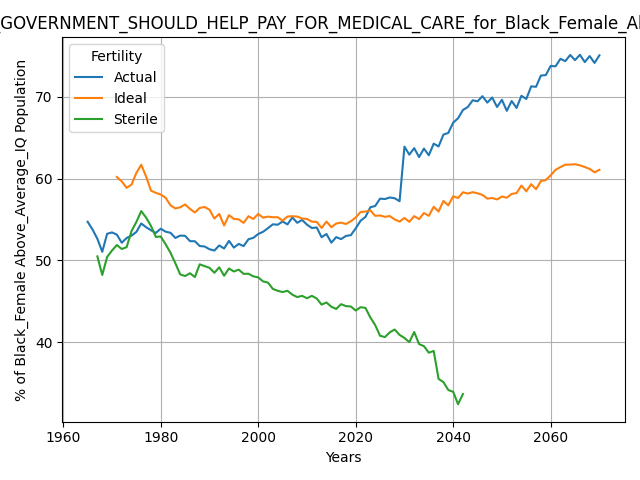 _GOVERNMENT_SHOULD_HELP_PAY_FOR_MEDICAL_CARE_for_Black_Female_A
Fertility
Actual
Ideal
Sterile
% of Black_Female Above_Average_IQ Population
70
60
50
40
1960
1980
2000
2020
2040
2060
Years